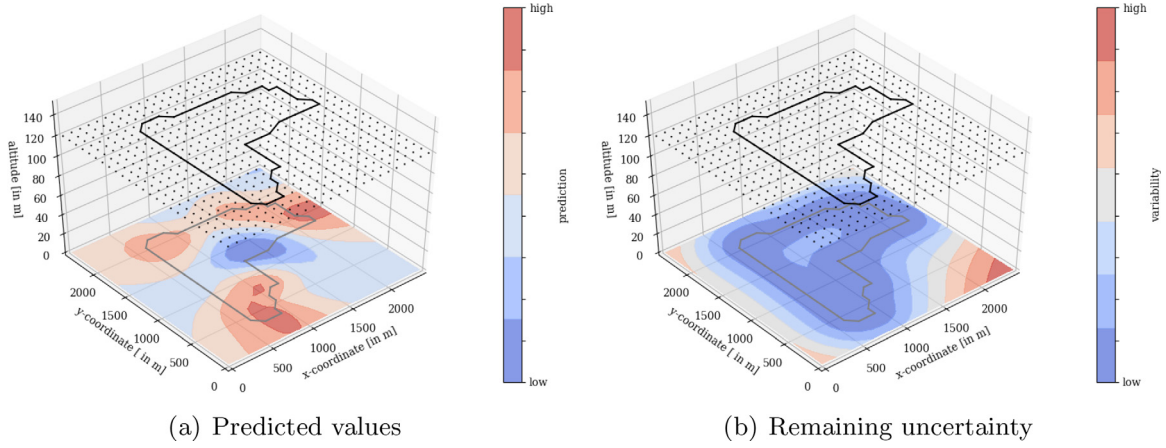 high
140
120
100
80
60
40
20
0
altitude [in m]
2000
1500
1000
500
0
y-coordinate [ in m]
0
500
1000
1500
2000
x-coordinate [in m]
prediction
low
(a) Predicted values
high
140
120
100
80
60
40
20
0
altitude [in m]
2000
1500
1000
500
0
y-coordinate [ in m]
0
500
1000
1500
2000
x-coordinate [in m]
variability
low
(b) Remaining uncertainty